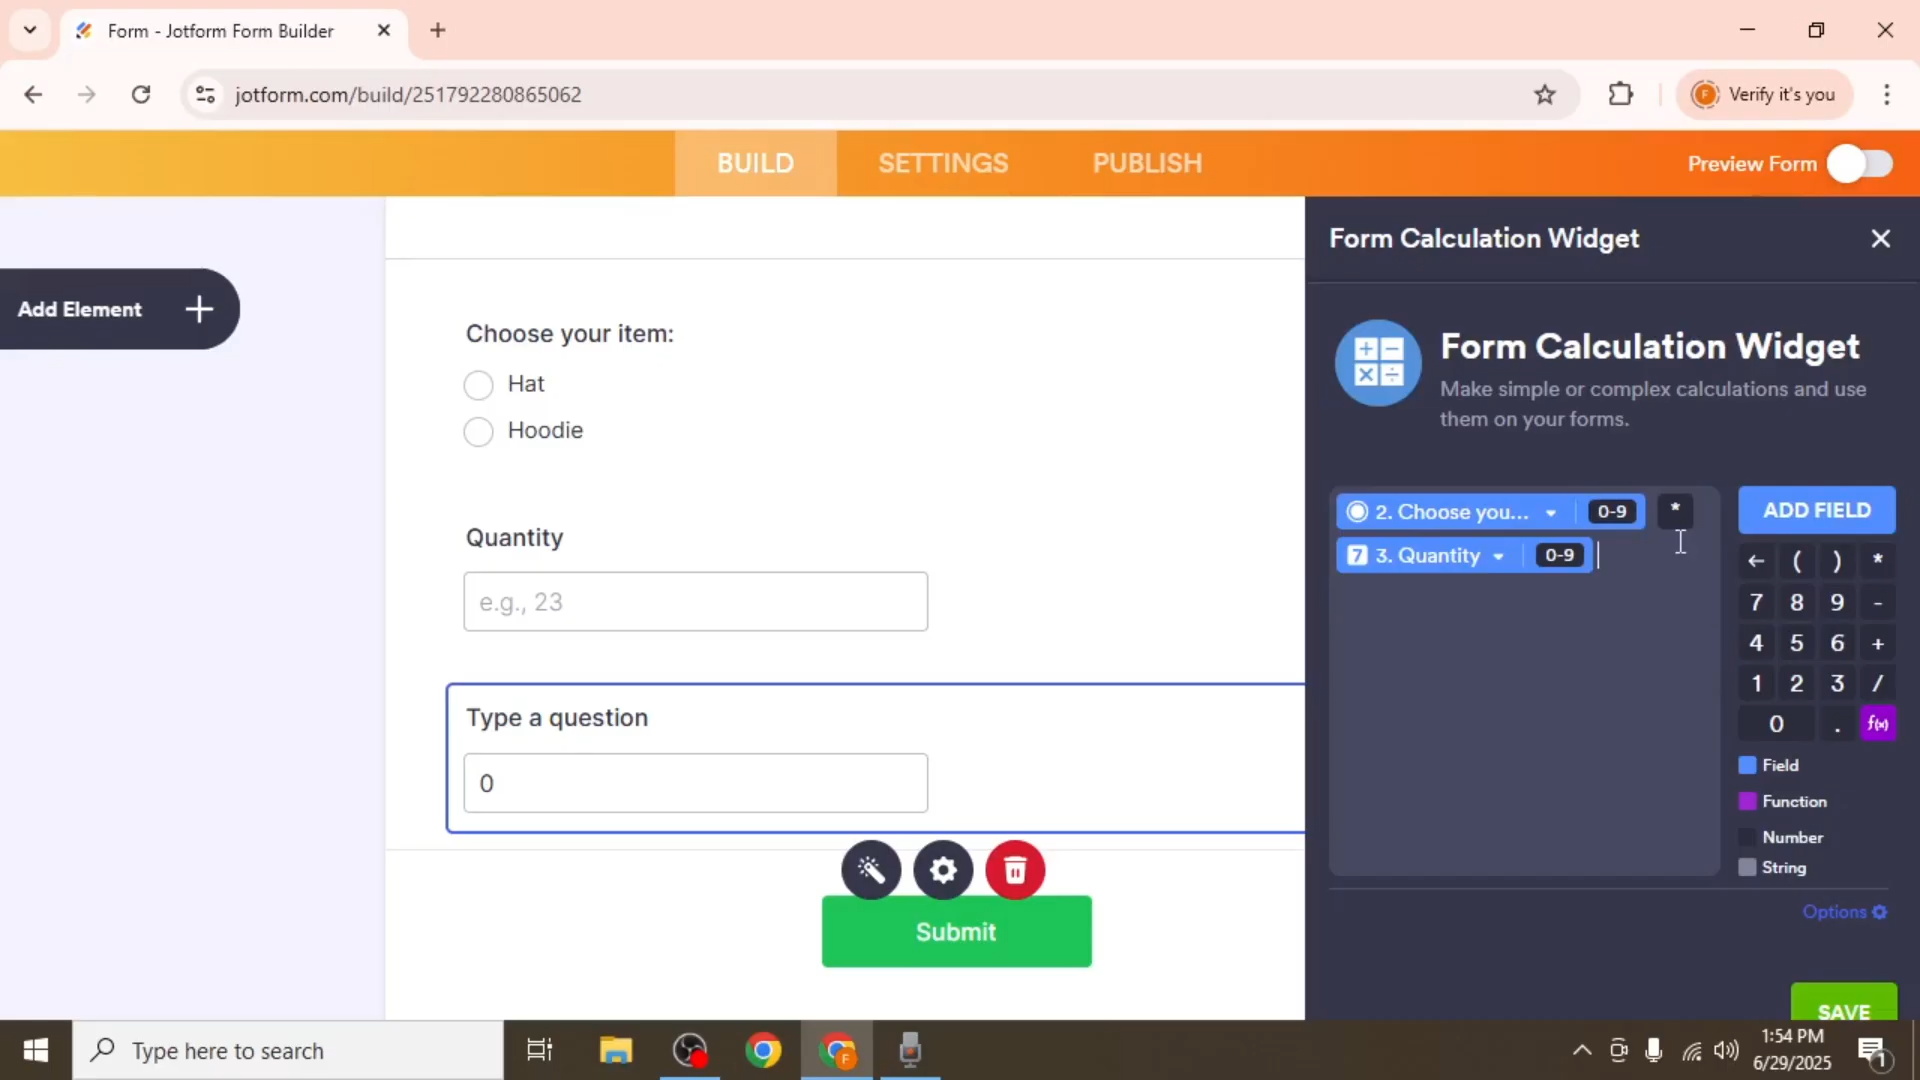 Form - Jotform Form Builder
jotform.com/build/251792280865062
F
Verify it's you
BUILD
SETTINGS
PUBLISH
Preview Form
Add Element +
Choose your item:
Hat
Hoodie
Quantity
e.g., 23
Type a question
0
Submit
Form Calculation Widget
Form Calculation Widget
Make simple or complex calculations and use
them on your forms.
2. Choose you... 0-9 *
7 3. Quantity 0-9
ADD FIELD
← ( ) *
7 8 9 -
4 5 6 +
1 2 3 /
0 . f(x)
Field
Function
Number
String
Options
SAVE
Type here to search
F
1:54 PM
6/29/2025
1